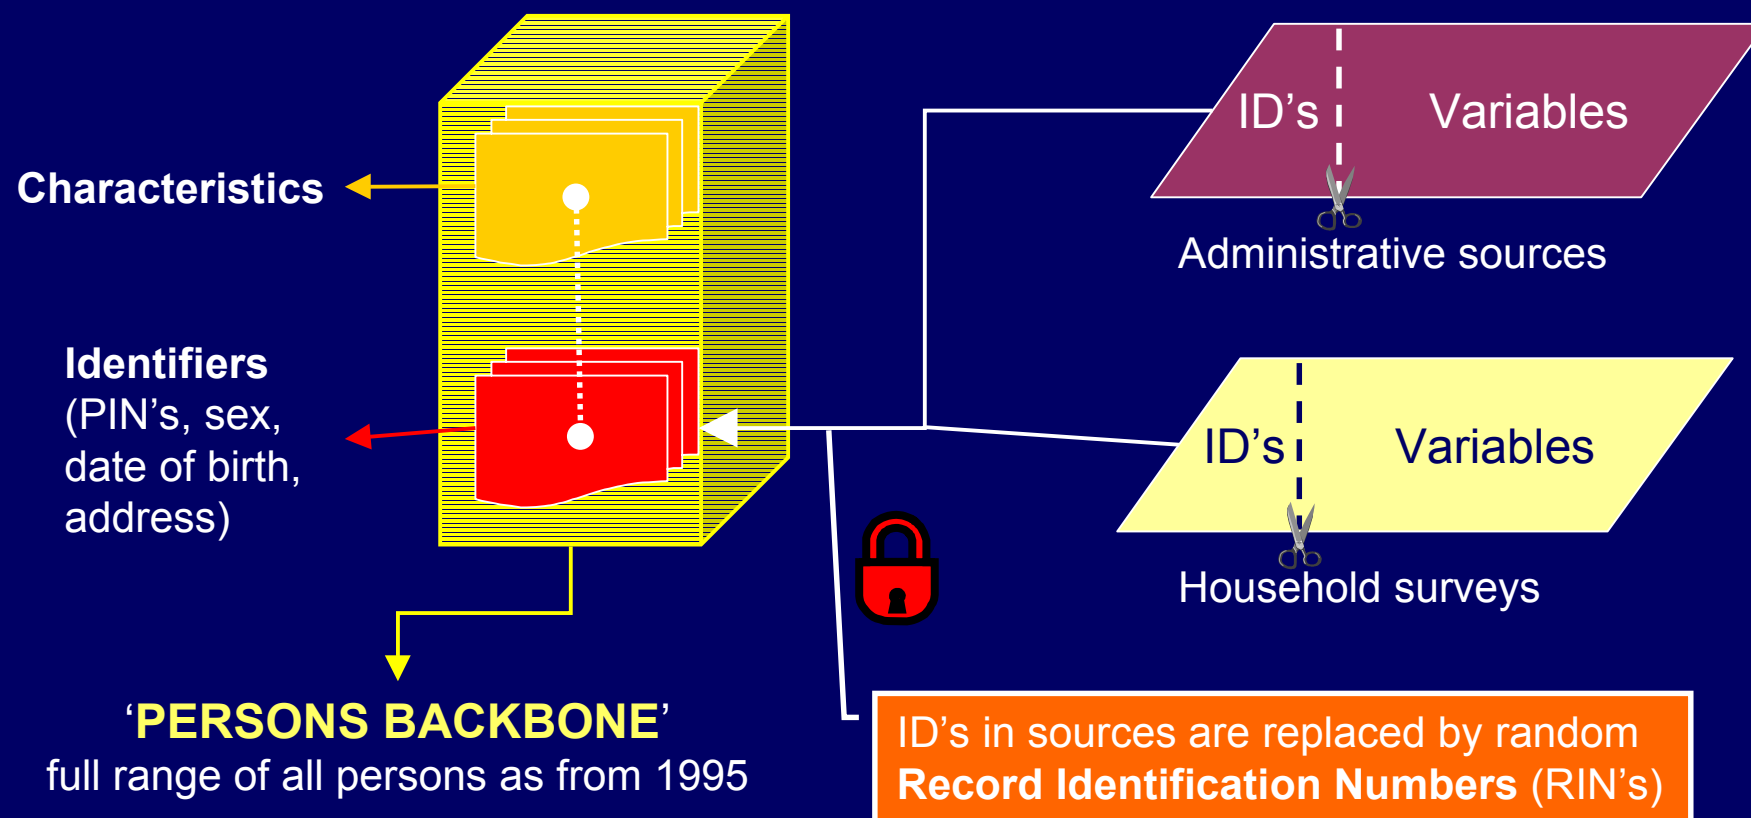 Characteristics
Identifiers
(PIN's, sex,
date of birth,
address)
'PERSONS BACKBONE'
full range of all persons as from 1995
ID's Variables
Administrative sources
ID's Variables
Household surveys
ID's in sources are replaced by random
Record Identification Numbers (RIN's)